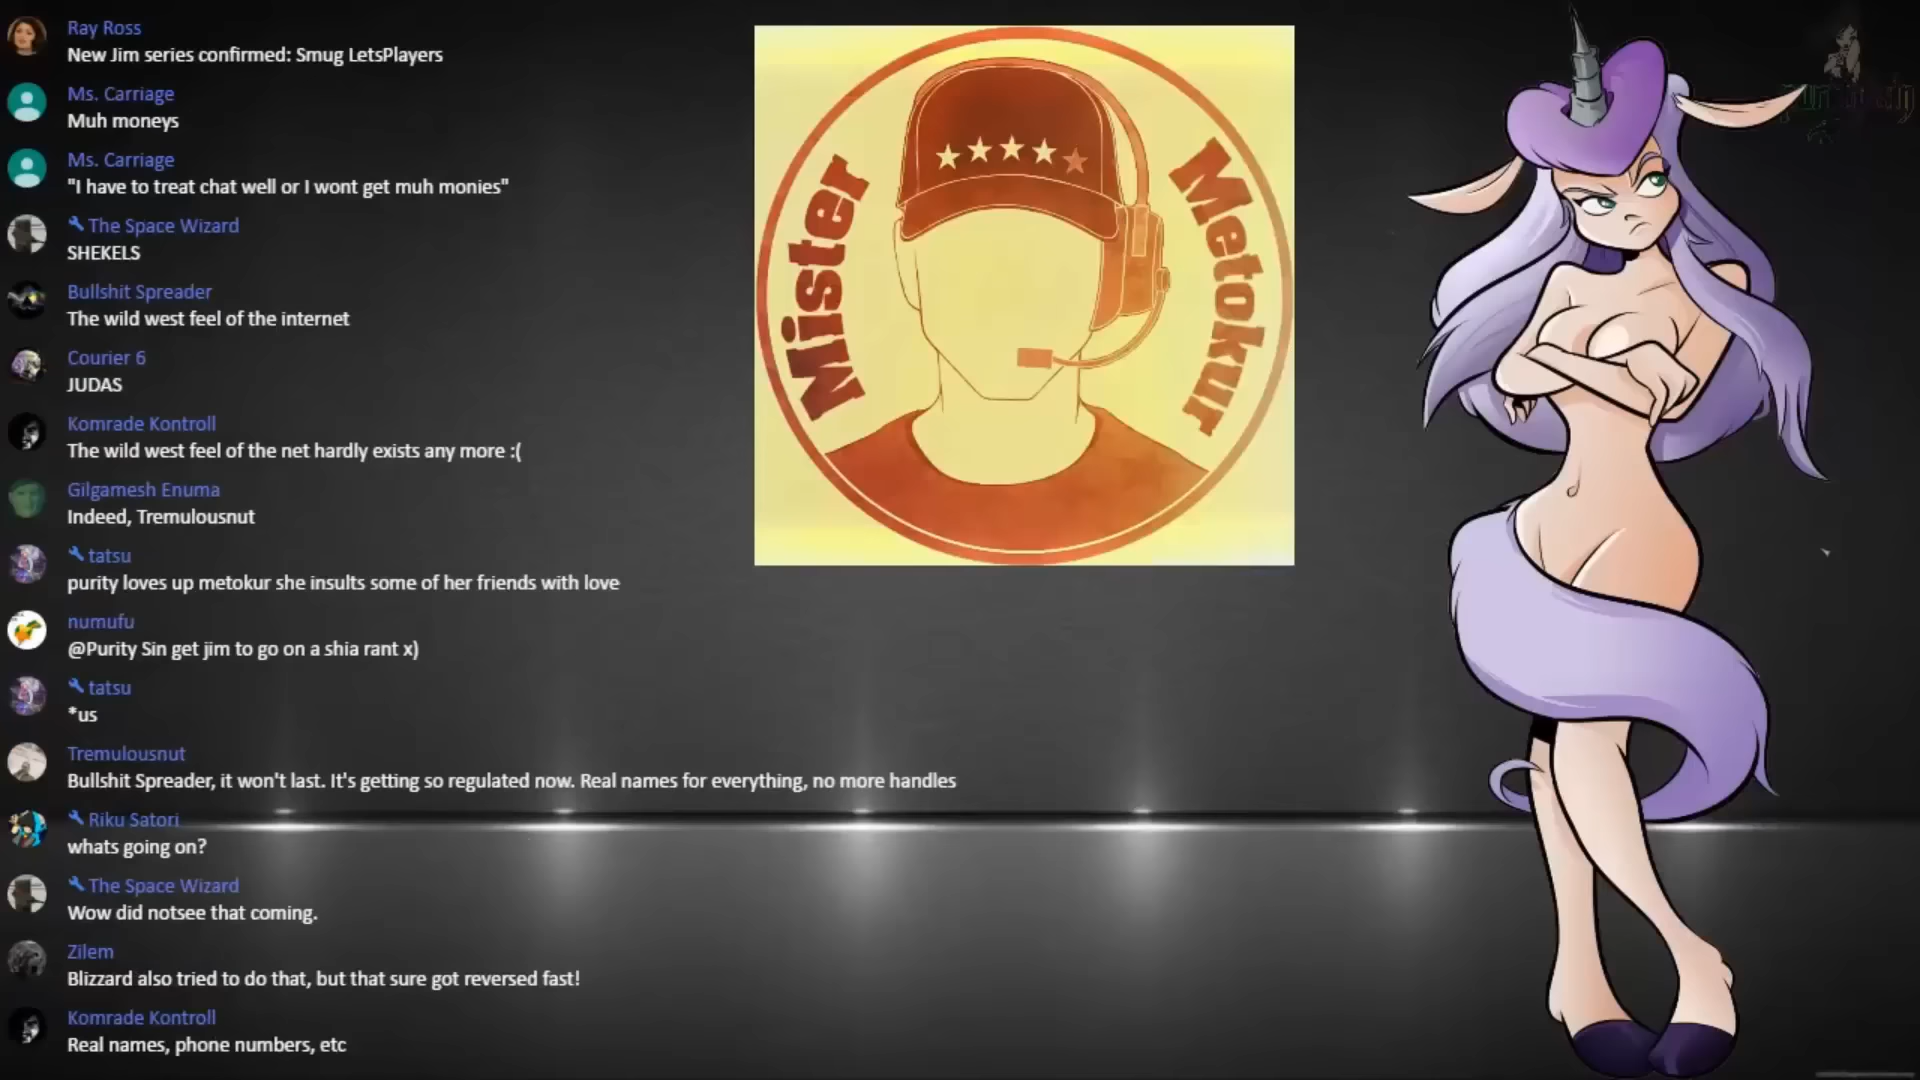 Ray Ross
New Jim series confirmed: Smug LetsPlayers
Ms. Carriage
Muh moneys
Ms. Carriage
"I have to treat chat well or I wont get muh monies"
The Space Wizard
SHEKELS
Bullshit Spreader
The wild west feel of the internet
Courier 6
JUDAS
Komrade Kontroll
The wild west feel of the net hardly exists any more :(
Gilgamesh Enuma
Indeed, Tremulousnut
tatsu
purity loves up metokur she insults some of her friends with love
numufu
@Purity Sin get jim to go on a shia rant x)
tatsu
*us
Tremulousnut
Bullshit Spreader, it won't last. It's getting so regulated now. Real names for everything, no more handles
Riku Satori
whats going on?
The Space Wizard
Wow did notsee that coming.
Zilem
Blizzard also tried to do that, but that sure got reversed fast!
Komrade Kontroll
Real names, phone numbers, etc
Mister
Metokur